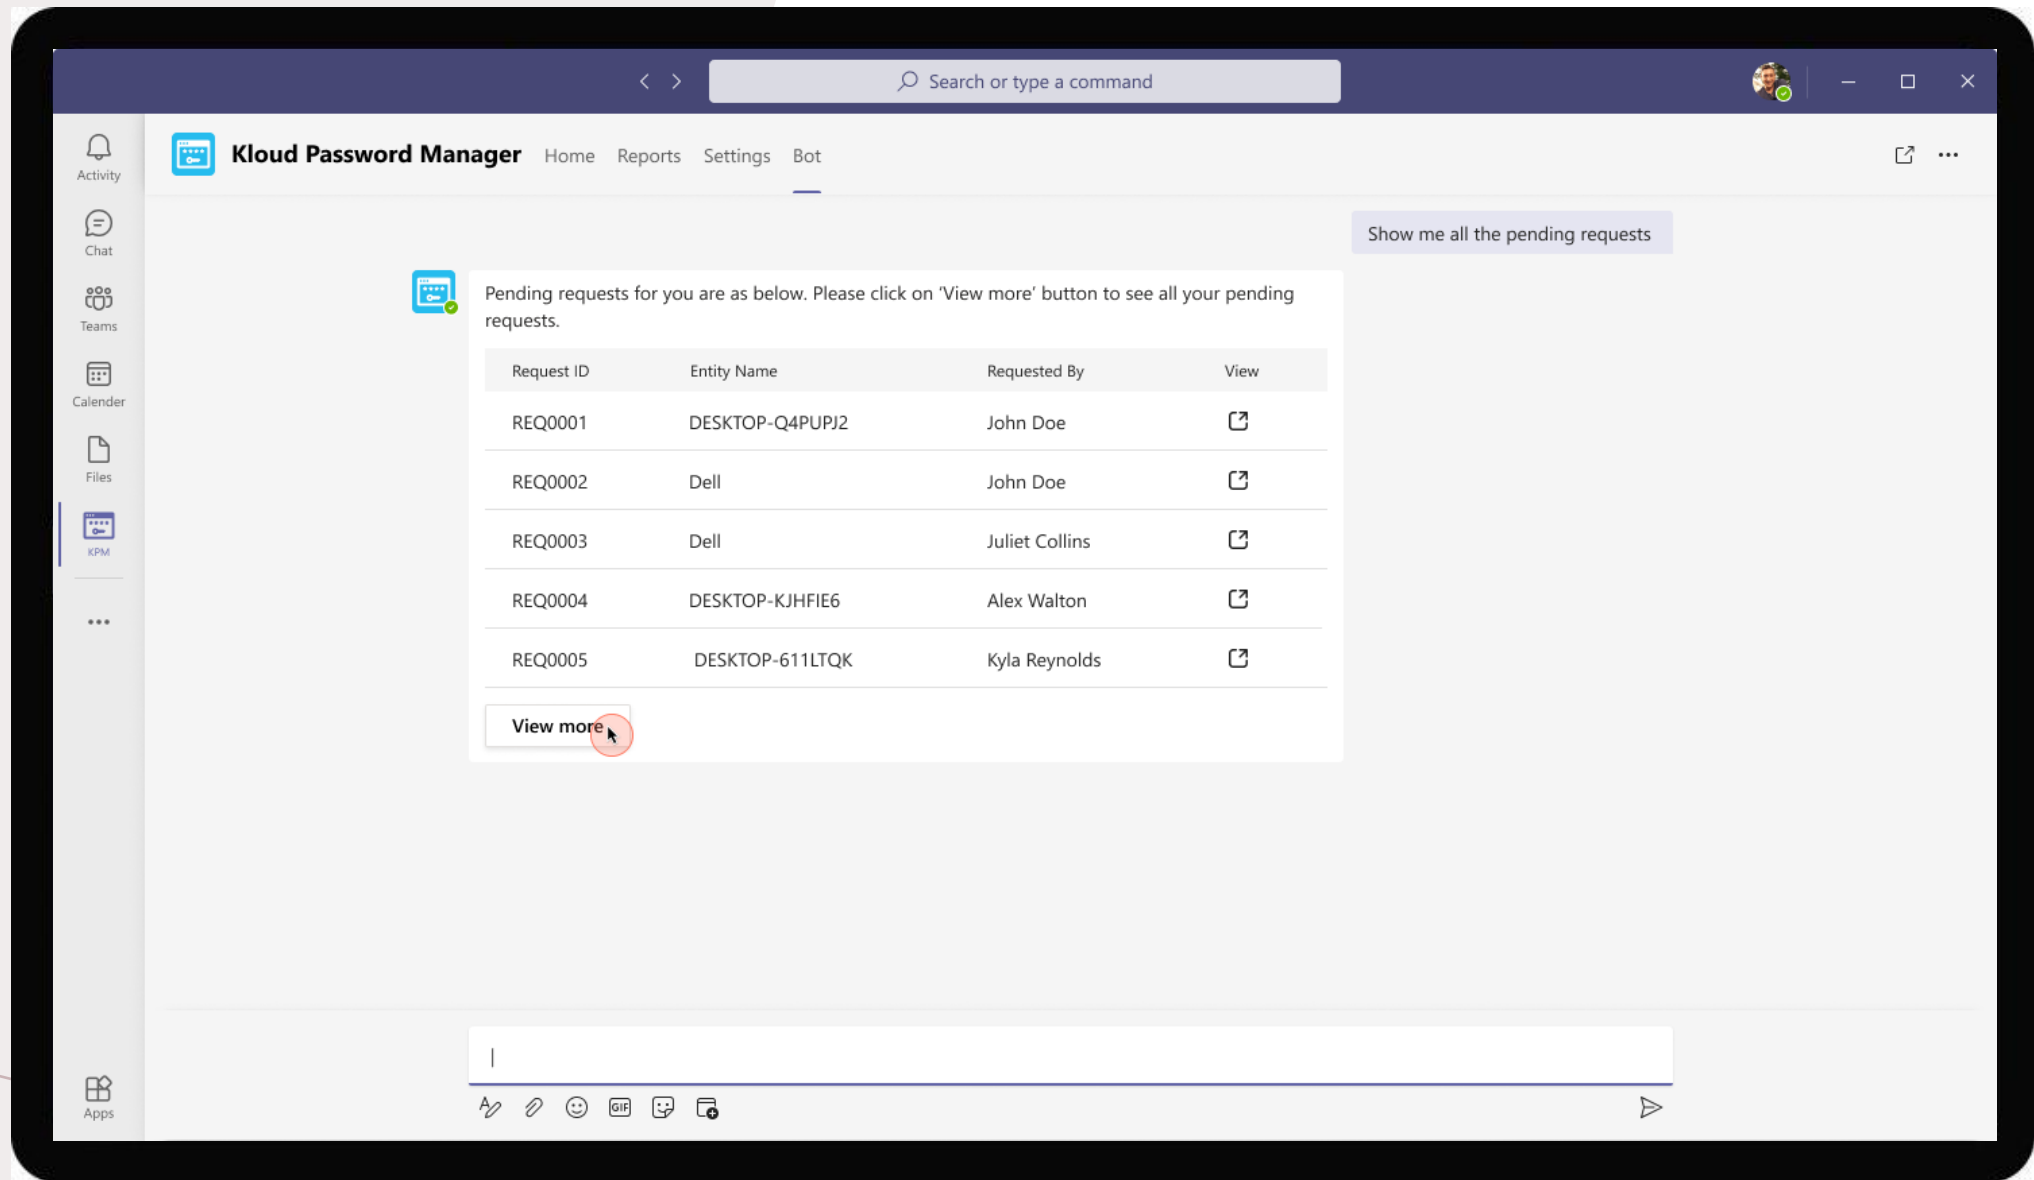 Search or type a command
Activity
Chat
Teams
Calender
Files
KPM
Apps
Kloud Password Manager Home Reports Settings Bot
Show me all the pending requests
Pending requests for you are as below. Please click on ‘View more’ button to see all your pending
requests.
Request ID Entity Name Requested By View
REQ0001 DESKTOP-Q4PUPJ2 John Doe
REQ0002 Dell John Doe
REQ0003 Dell Juliet Collins
REQ0004 DESKTOP-KJHFIE6 Alex Walton
REQ0005 DESKTOP-611LTQK Kyla Reynolds
View more
GIF